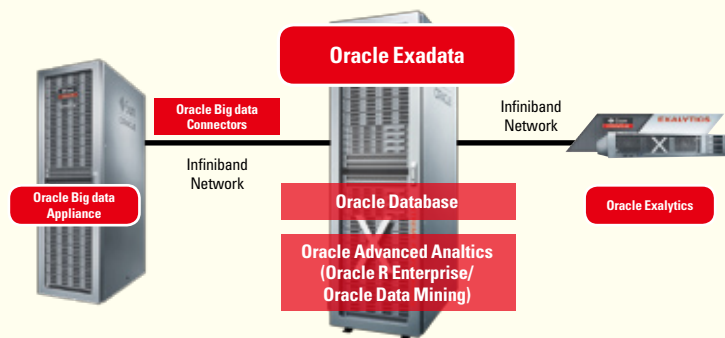 Oracle Exadata
Oracle Big data
Connectors
Infiniband
Network
Infiniband
Network
EXALYTICS
X
Oracle Big data
Appliance
Oracle Database
Oracle Advanced Analtics
(Oracle R Enterprise/
Oracle Data Mining)
X
Oracle Exalytics